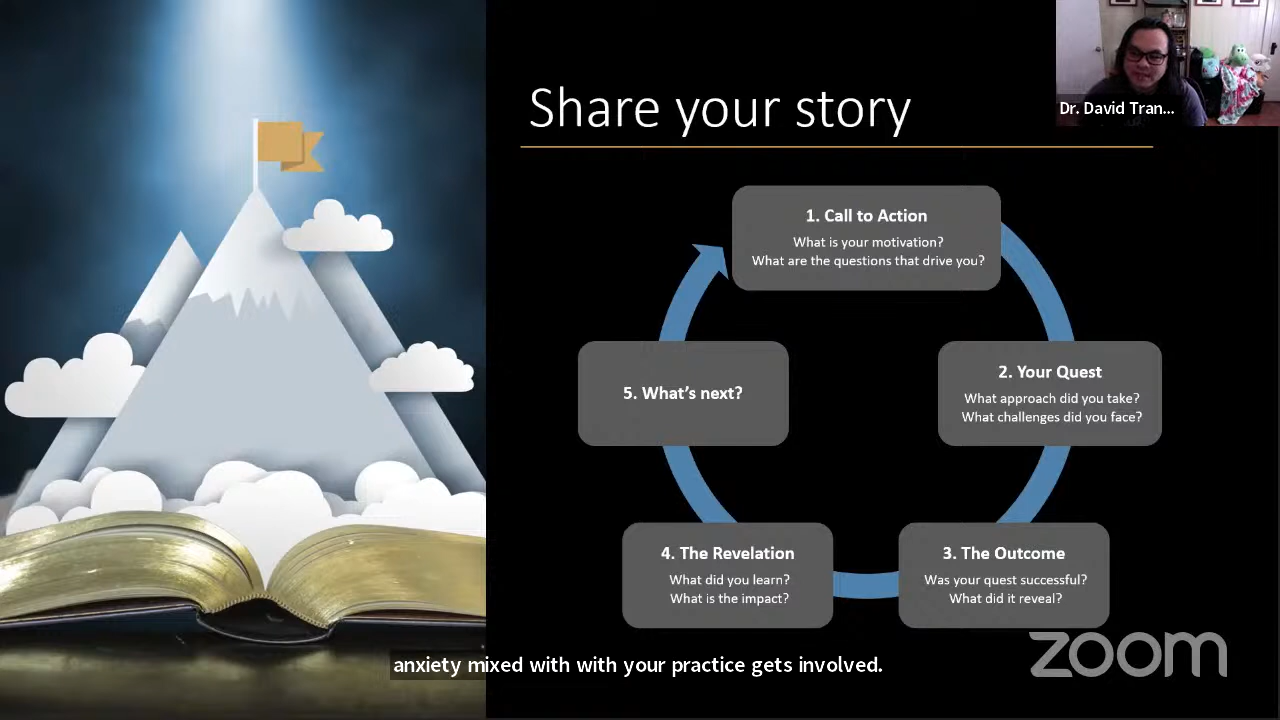 Share your story
Dr. David Tran...
1. Call to Action
What is your motivation?
What are the questions that drive you?
2. Your Quest
What approach did you take?
What challenges did you face?
3. The Outcome
Was your quest successful?
What did it reveal?
4. The Revelation
What did you learn?
What is the impact?
5. What’s next?
anxiety mixed with with your practice gets involved.
zoom